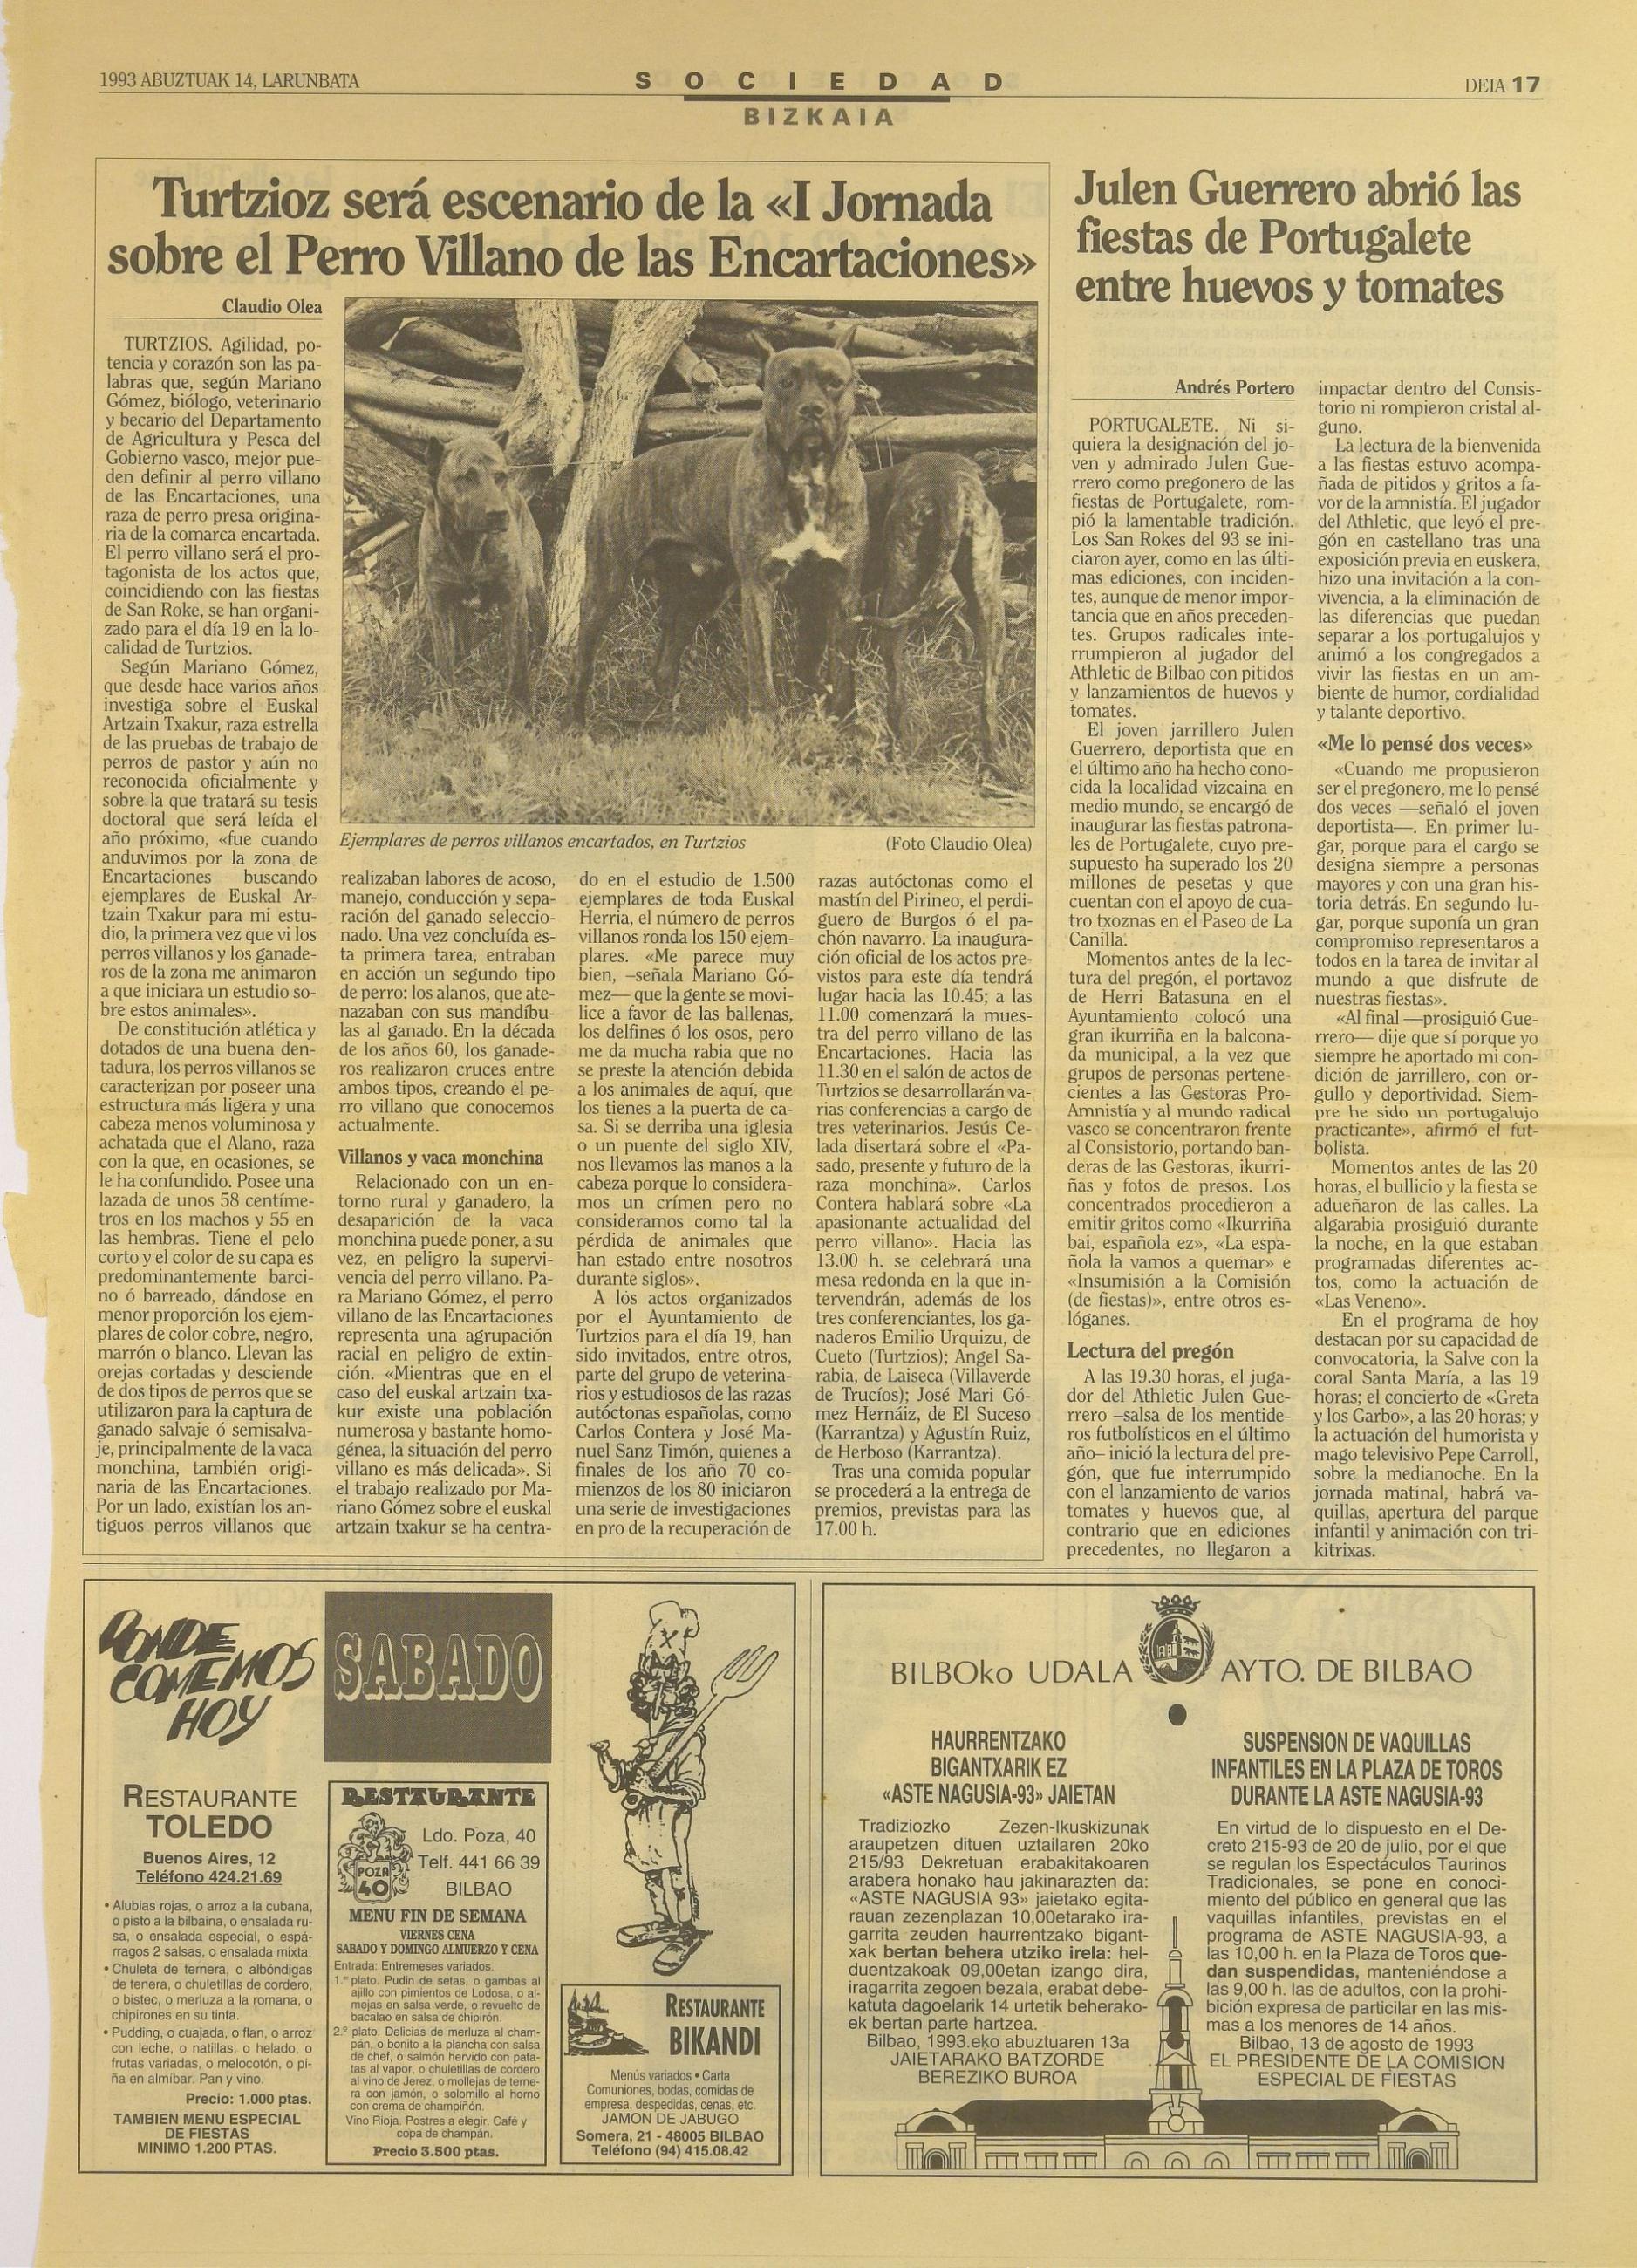 1993 ABUZTUAK 14, LARUNBATA
SOCIEDAD
DEIA 17
BIZKAIA
Turtzioz será escenario de la «I Jornada
sobre el Perro Villano de las Encartaciones»
Claudio Olea
TURTZIOS. Agilidad, po-
tencia y corazón son las pa-
labras que, según Mariano
Gómez, biólogo, veterinario
y becario del Departamento
de Agricultura y Pesca del
Gobierno vasco, mejor pue-
den definir al perro villano
de las Encartaciones, una
raza de perro presa origina-
ria de la comarca encartada.
El perro villano será el pro-
tagonista de los actos que,
coincidiendo con las fiestas
de San Roke, se han organi-
zado para el día 19 en la lo-
calidad de Turtzios.
Según Mariano Gómez,
que desde hace varios años
investiga sobre el Euskal
Artzain Txakur, raza estrella
de las pruebas de trabajo de
perros de pastor y aún no
reconocida oficialmente y
sobre la que tratará su tesis
doctoral que será leída el
año próximo, «fue cuando
anduvimos por la zona de
Encartaciones buscando
ejemplares de Euskal Ar-
tzain Txakur para mi estu-
dio, la primera vez que vi los
perros villanos y los ganade-
ros de la zona me animaron
a que iniciara un estudio so-
bre estos animales».
De constitución atlética y
dotados de una buena den-
tadura, los perros villanos se
caracterizan por poseer una
estructura más ligera y una
cabeza menos voluminosa y
achatada que el Alano, raza
con la que, en ocasiones, se
le ha confundido. Posee una
lazada de unos 58 centíme-
tros en los machos y 55 en
las hembras. Tiene el pelo
corto y el color de su capa es
predominantemente barci-
no ó barreado, dándose en
menor proporción los ejem-
plares de color cobre, negro,
marrón o blanco. Llevan las
orejas cortadas y desciende
de dos tipos de perros que se
utilizaron para la captura de
ganado salvaje ó semisalva-
je, principalmente de la vaca
monchina, también origi-
naria de las Encartaciones.
Por un lado, existían los an-
tiguos perros villanos que
Ejemplares de perros villanos encartados, en Turtzios
(Foto Claudio Olea)
realizaban labores de acoso,
manejo, conducción y sepa-
ración del ganado seleccio-
nado. Una vez concluída es-
ta primera tarea, entraban
en acción un segundo tipo
de perro: los alanos, que ate-
nazaban con sus mandíbu-
las al ganado. En la década
de los años 60, los ganade-
ros realizaron cruces entre
ambos tipos, creando el pe-
rro villano que conocemos
actualmente.
Villanos y vaca monchina
Relacionado con un en-
torno rural y ganadero, la
desaparición de la vaca
monchina puede poner, a su
vez, en peligro la supervi-
vencia del perro villano. Pa-
ra Mariano Gómez, el perro
villano de las Encartaciones
representa una agrupación
racial en peligro de extin-
ción. «Mientras que en el
caso del euskal artzain txa-
kur existe una población
numerosa y bastante homo-
génea, la situación del perro
villano es más delicada». Si
el trabajo realizado por Ma-
riano Gómez sobre el euskal
artzain txakur se ha centra-
do en el estudio de 1.500
ejemplares de toda Euskal
Herria, el número de perros
villanos ronda los 150 ejem-
plares. «Me parece muy
bien, –señala Mariano Gó-
mez— que la gente se movi-
lice a favor de las ballenas,
los delfines ó los osos, pero
me da mucha rabia que no
se preste la atención debida
a los animales de aquí, que
los tienes a la puerta de ca-
sa. Si se derriba una iglesia
o un puente del siglo XIV,
nos llevamos las manos a la
cabeza porque lo considera-
mos un crímen pero no
consideramos como tal la
pérdida de animales que
han estado entre nosotros
durante siglos».
A los actos organizados
por el Ayuntamiento de
Turtzios para el día 19, han
sido invitados, entre otros,
parte del grupo de veterina-
rios y estudiosos de las razas
autóctonas españolas, como
Carlos Contera y José Ma-
nuel Sanz Timón, quienes a
finales de los año 70 co-
mienzos de los 80 iniciaron
una serie de investigaciones
en pro de la recuperación de
razas autóctonas como el
mastín del Pirineo, el perdi-
guero de Burgos ó el pa-
chón navarro. La inaugura-
ción oficial de los actos pre-
vistos para este día tendrá
lugar hacia las 10.45; a las
11.00 comenzará la mues-
tra del perro villano de las
Encartaciones. Hacia las
11.30 en el salón de actos de
Turtzios se desarrollarán va-
rias conferencias a cargo de
tres veterinarios. Jesús Ce-
lada disertará sobre el «Pa-
sado, presente y futuro de la
raza monchina». Carlos
Contera hablará sobre «La
apasionante actualidad del
perro villano». Hacia las
13.00 h. se celebrará una
mesa redonda en la que in-
tervendrán, además de los
tres conferenciantes, los ga-
naderos Emilio Urquizu, de
Cueto (Turtzios); Angel Sa-
rabia, de Laiseca (Villaverde
de Trucíos); José Mari Gó-
mez Hernáiz, de El Suceso
(Karrantza) y Agustín Ruiz,
de Herboso (Karrantza).
Tras una comida popular
se procederá a la entrega de
premios, previstas para las
17.00 h.
Julen Guerrero abrió las
fiestas de Portugalete
entre huevos y tomates
Andrés Portero
PORTUGALETE. Ni si-
quiera la designación del jo-
ven y admirado Julen Gue-
rrero como pregonero de las
fiestas de Portugalete, rom-
pió la lamentable tradición.
Los San Rokes del 93 se ini-
ciaron ayer, como en las últi-
mas ediciones, con inciden-
tes, aunque de menor impor-
tancia que en años preceden-
tes. Grupos radicales inte-
rrumpieron al jugador del
Athletic de Bilbao con pitidos
y lanzamientos de huevos y
tomates.
El joven jarrillero Julen
Guerrero, deportista que en
el último año ha hecho cono-
cida la localidad vizcaina en
medio mundo, se encargó de
inaugurar las fiestas patrona-
les de Portugalete, cuyo pre-
supuesto ha superado los 20
millones de pesetas y que
cuentan con el apoyo de cua-
tro txoznas en el Paseo de La
Canilla.
Momentos antes de la lec-
tura del pregón, el portavoz
de Herri Batasuna en el
Ayuntamiento colocó una
gran ikurriña en la balcona-
da municipal, a la vez que
grupos de personas pertene-
cientes a las Gestoras Pro-
Amnistía y al mundo radical
vasco se concentraron frente
al Consistorio, portando ban-
deras de las Gestoras, ikurri-
ñas y fotos de presos. Los
concentrados procedieron a
emitir gritos como «Ikurriña
bai, española ez», «La espa-
ñola la vamos a quemar» e
«Insumisión a la Comisión
(de fiestas)», entre otros es-
lóganes.
Lectura del pregón
A las 19.30 horas, el juga-
dor del Athletic Julen Gue-
rrero –salsa de los mentide-
ros futbolísticos en el último
año– inició la lectura del pre-
gón, que fue interrumpido
con el lanzamiento de varios
tomates y huevos que, al
contrario que en ediciones
precedentes, no llegaron a
impactar dentro del Consis-
torio ni rompieron cristal al-
guno.
La lectura de la bienvenida
a las fiestas estuvo acompa-
ñada de pitidos y gritos a fa-
vor de la amnistía. El jugador
del Athletic, que leyó el pre-
gón en castellano tras una
exposición previa en euskera,
hizo una invitación a la con-
vivencia, a la eliminación de
las diferencias que puedan
separar a los portugalujos y
animó a los congregados a
vivir las fiestas en un am-
biente de humor, cordialidad
y talante deportivo.
«Me lo pensé dos veces»
«Cuando me propusieron
ser el pregonero, me lo pensé
dos veces —señaló el joven
deportista—. En primer lu-
gar, porque para el cargo se
designa siempre a personas
mayores y con una gran his-
toria detrás. En segundo lu-
gar, porque suponía un gran
compromiso representaros a
todos en la tarea de invitar al
mundo a que disfrute de
nuestras fiestas».
«Al final —prosiguió Gue-
rrero— dije que sí porque yo
siempre he aportado mi con-
dición de jarrillero, con or-
gullo y deportividad. Siem-
pre he sido un portugalujo
practicante», afirmó el fut-
bolista.
Momentos antes de las 20
horas, el bullicio y la fiesta se
adueñaron de las calles. La
algarabia prosiguió durante
la noche, en la que estaban
programadas diferentes ac-
tos, como la actuación de
«Las Veneno».
En el programa de hoy
destacan por su capacidad de
convocatoria, la Salve con la
coral Santa María, a las 19
horas; el concierto de «Greta
y los Garbo», a las 20 horas; y
la actuación del humorista y
mago televisivo Pepe Carroll,
sobre la medianoche. En la
jornada matinal, habrá va-
quillas, apertura del parque
infantil y animación con tri-
kitrixas.
DONDE
COMEMOS
HOY
SABADO
RESTAURANTE
TOLEDO
Buenos Aires, 12
Teléfono 424.21.69
• Alubias rojas, o arroz a la cubana,
o pisto a la bilbaina, o ensalada ru-
sa, o ensalada especial, o espá-
rragos 2 salsas, o ensalada mixta.
• Chuleta de ternera, o albóndigas
de tenera, o chuletillas de cordero,
o bistec, o merluza a la romana, o
chipirones en su tinta.
• Pudding, o cuajada, o flan, o arroz
con leche, o natillas, o helado, o
frutas variadas, o melocotón, o pi-
ña en almíbar. Pan y vino.
Precio: 1.000 ptas.
TAMBIEN MENU ESPECIAL
DE FIESTAS
MINIMO 1.200 PTAS.
RESTAURANTE
POZA
40
Ldo. Poza, 40
Telf. 441 66 39
BILBAO
MENU FIN DE SEMANA
VIERNES CENA
SABADO Y DOMINGO ALMUERZO Y CENA
Entrada: Entremeses variados.
1.º plato. Pudin de setas, o gambas al
ajillo con pimientos de Lodosa, o al-
mejas en salsa verde, o revuelto de
bacalao en salsa de chipirón.
2.º plato. Delicias de merluza al cham-
pán, o bonito a la plancha con salsa
de chef, o salmón hervido con pata-
tas al vapor, o chuletillas de cordero
al vino de Jerez, o mollejas de terne-
ra con jamón, o solomillo al horno
con crema de champiñón.
Vino Rioja. Postres a elegir. Café y
copa de champán.
Precio 3.500 ptas.
RESTAURANTE
BIKANDI
Menús variados • Carta
Comuniones, bodas, comidas de
empresa, despedidas, cenas, etc.
JAMON DE JABUGO
Somera, 21 - 48005 BILBAO
Teléfono (94) 415.08.42
BILBOko UDALA
AYTO. DE BILBAO
HAURRENTZAKO
BIGANTXARIK EZ
«ASTE NAGUSIA-93» JAIETAN
Tradiziozko Zezen-Ikuskizunak
araupetzen dituen uztailaren 20ko
215/93 Dekretuan erabakitakoaren
arabera honako hau jakinarazten da:
«ASTE NAGUSIA 93» jaietako egita-
rauan zezenplazan 10,00etarako ira-
garrita zeuden haurrentzako bigant-
xak bertan behera utziko irela: hel-
duentzakoak 09,00etan izango dira,
iragarrita zegoen bezala, erabat debe-
katuta dagoelarik 14 urtetik beherako-
ek bertan parte hartzea.
Bilbao, 1993.eko abuztuaren 13a
JAIETARAKO BATZORDE
BEREZIKO BUROA
SUSPENSION DE VAQUILLAS
INFANTILES EN LA PLAZA DE TOROS
DURANTE LA ASTE NAGUSIA-93
En virtud de lo dispuesto en el De-
creto 215-93 de 20 de julio, por el que
se regulan los Espectáculos Taurinos
Tradicionales, se pone en conoci-
miento del público en general que las
vaquillas infantiles, previstas en el
programa de ASTE NAGUSIA-93, a
las 10,00 h. en la Plaza de Toros que-
dan suspendidas, manteniéndose a
las 9,00 h. las de adultos, con la prohi-
bición expresa de particilar en las mis-
mas a los menores de 14 años.
Bilbao, 13 de agosto de 1993
EL PRESIDENTE DE LA COMISION
ESPECIAL DE FIESTAS